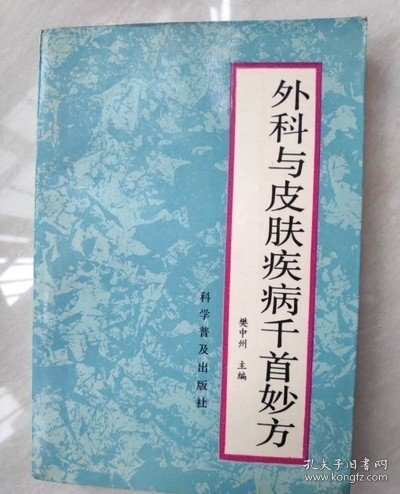 外科与皮肤疾病千首妙方
樊中州 主编
科学普及出版社
孔夫子旧书网
www.kongfz.com